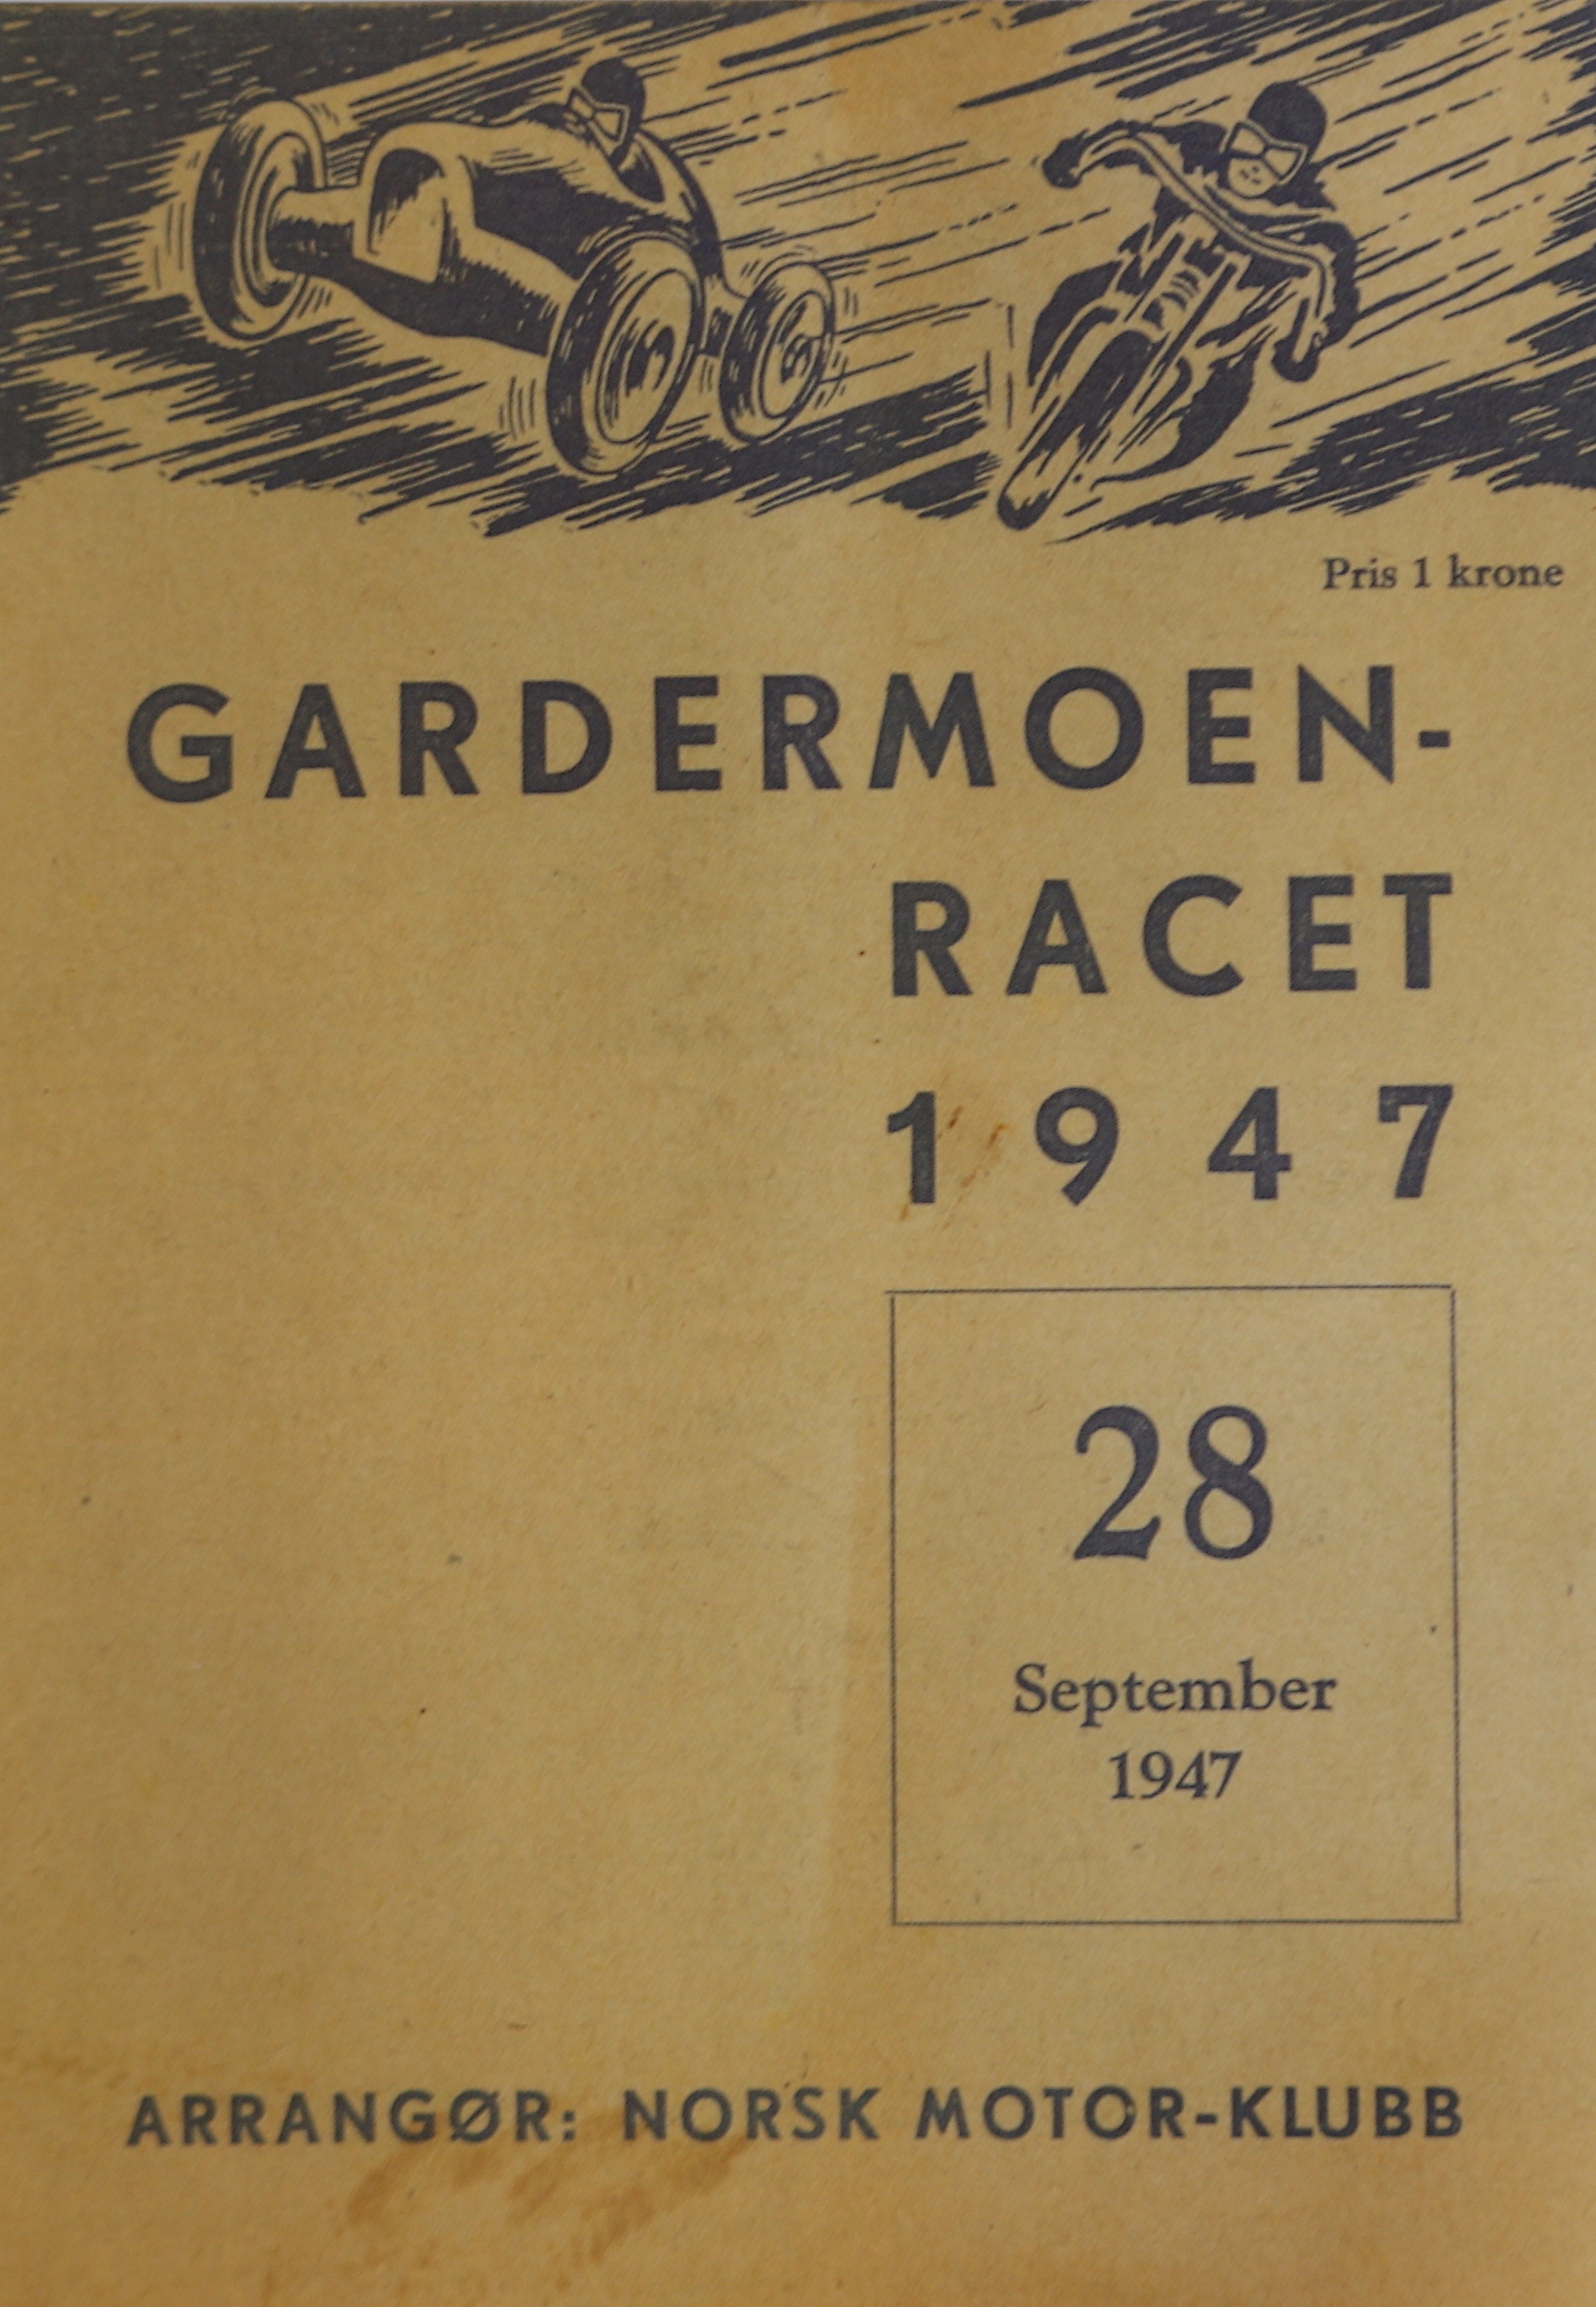 Pris 1 krone
GARDERMOEN-
RACET
1947
28
September
1947
ARRANGØR: NORSK MOTOR-KLUBB